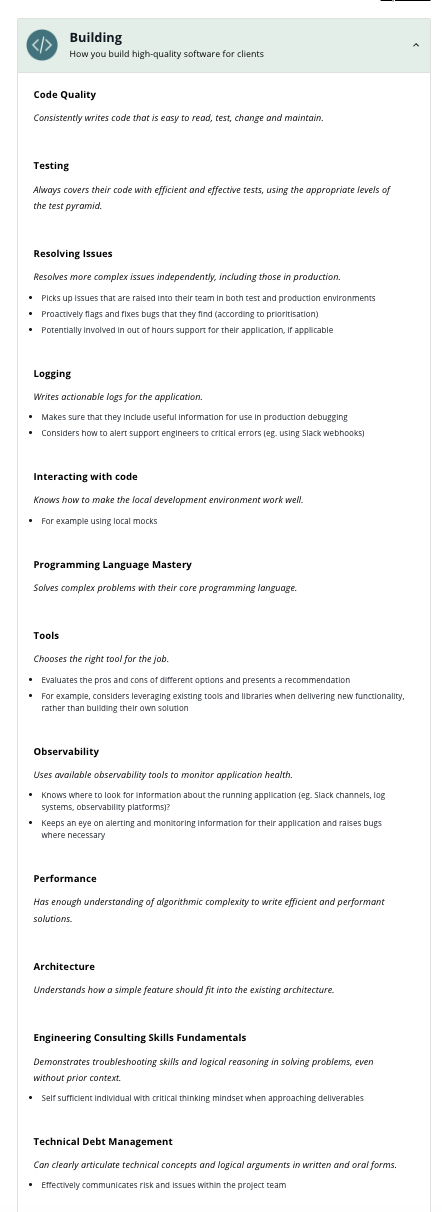 Building
How you build high-quality software for clients
Code Quality
Consistently writes code that is easy to read, test, change and maintain.
Testing
Always covers their code with efficient and effective tests, using the appropriate levels of
the test pyramid.
Resolving Issues
Resolves more complex issues independently, including those in production.
• Picks up issues that are raised into their team in both test and production environments
• Proactively flags and fixes bugs that they find (according to prioritisation)
• Potentially involved in out of hours support for their application, if applicable
Logging
Writes actionable logs for the application.
• Makes sure that they include useful information for use in production debugging
• Considers how to alert support engineers to critical errors (eg. using Slack webhooks)
Interacting with code
Knows how to make the local development environment work well.
• For example using local mocks
Programming Language Mastery
Solves complex problems with their core programming language.
Tools
Chooses the right tool for the job.
• Evaluates the pros and cons of different options and presents a recommendation
• For example, considers leveraging existing tools and libraries when delivering new functionality,
rather than building their own solution
Observability
Uses available observability tools to monitor application health.
• Knows where to look for information about the running application (eg. Slack channels, log
systems, observability platforms)?
• Keeps an eye on alerting and monitoring information for their application and raises bugs
where necessary
Performance
Has enough understanding of algorithmic complexity to write efficient and performant
solutions.
Architecture
Understands how a simple feature should fit into the existing architecture.
Engineering Consulting Skills Fundamentals
Demonstrates troubleshooting skills and logical reasoning in solving problems, even
without prior context.
• Self sufficient individual with critical thinking mindset when approaching deliverables
Technical Debt Management
Can clearly articulate technical concepts and logical arguments in written and oral forms.
• Effectively communicates risk and issues within the project team